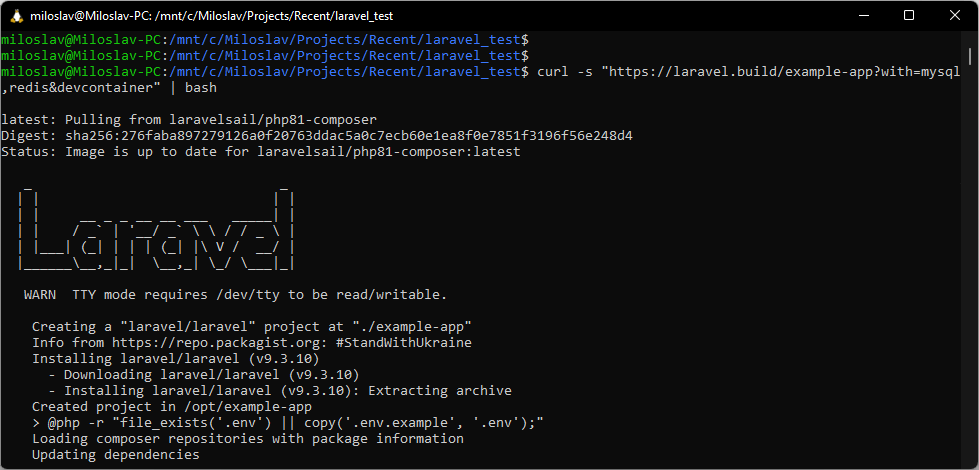 miloslav@Miloslav-PC: /mnt/c/Miloslav/Projects/Recent/laravel_test
miloslav@Miloslav-PC:/mnt/c/Miloslav/Projects/Recent/laravel_test$
miloslav@Miloslav-PC:/mnt/c/Miloslav/Projects/Recent/laravel_test$
miloslav@Miloslav-PC:/mnt/c/Miloslav/Projects/Recent/laravel_test$ curl -s "https://laravel.build/example-app?with=mysql
,redis&devcontainer" | bash
latest: Pulling from laravelsail/php81-composer
Digest: sha256:276faba897279126a0f20763ddac5a0c7ecb60e1ea8f0e7851f3196f56e248d4
Status: Image is up to date for laravelsail/php81-composer:latest
Laravel
WARN  TTY mode requires /dev/tty to be read/writable.
Creating a "laravel/laravel" project at "./example-app"
Info from https://repo.packagist.org: #StandWithUkraine
Installing laravel/laravel (v9.3.10)
- Downloading laravel/laravel (v9.3.10)
- Installing laravel/laravel (v9.3.10): Extracting archive
Created project in /opt/example-app
> @php -r "file_exists('.env') || copy('.env.example', '.env');"
Loading composer repositories with package information
Updating dependencies